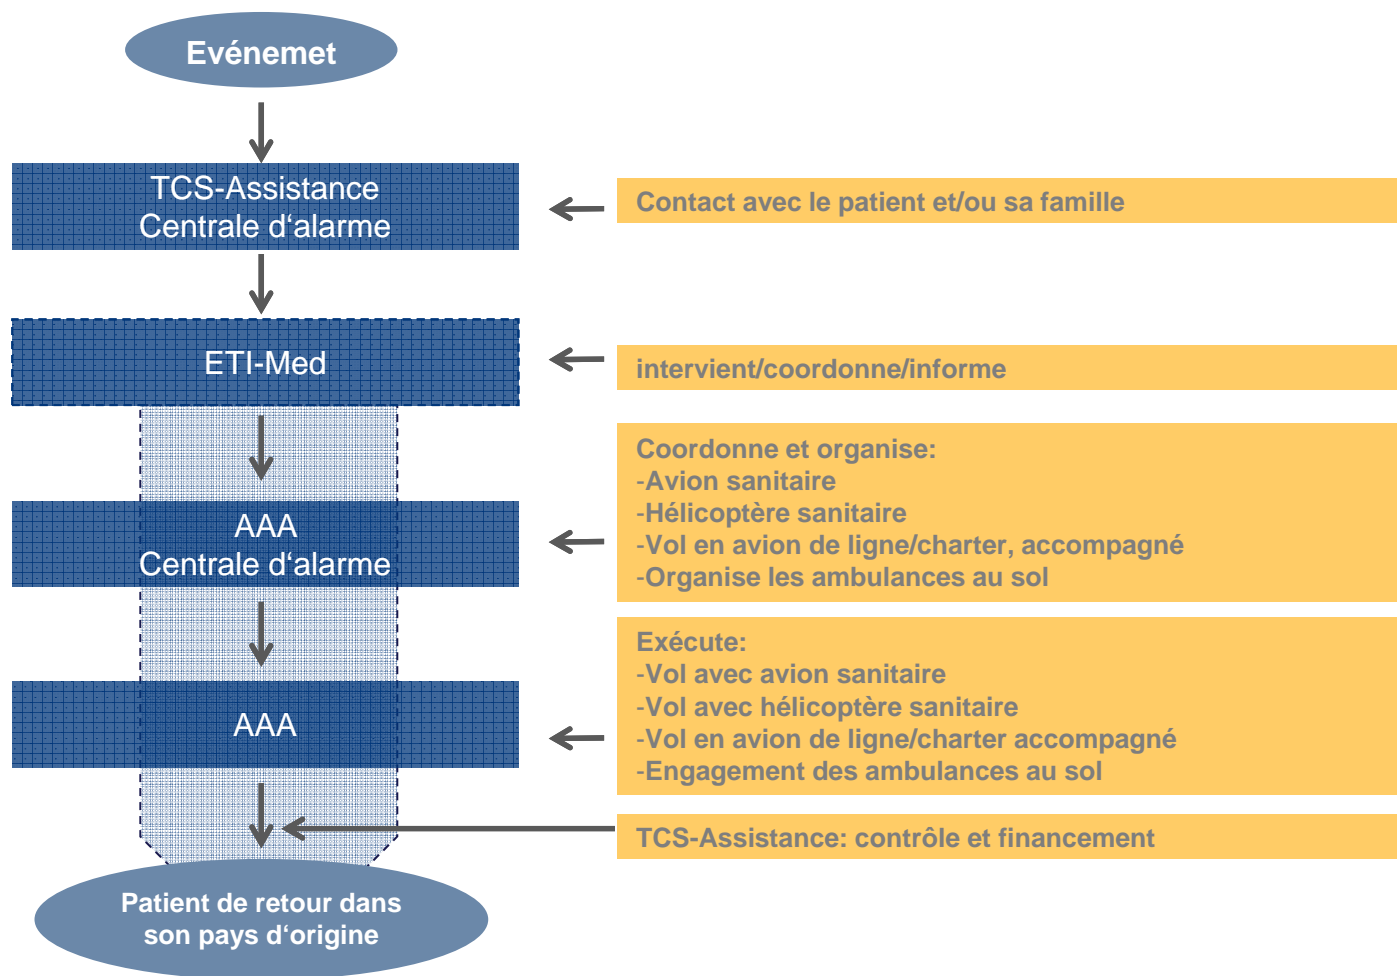 Evénemet
TCS-Assistance
Centrale d‘alarme
Contact avec le patient et/ou sa famille
ETI-Med
intervient/coordonne/informe
AAA
Centrale d‘alarme
Coordonne et organise:
-Avion sanitaire
-Hélicoptère sanitaire
-Vol en avion de ligne/charter, accompagné
-Organise les ambulances au sol
AAA
Exécute:
-Vol avec avion sanitaire
-Vol avec hélicoptère sanitaire
-Vol en avion de ligne/charter accompagné
-Engagement des ambulances au sol
TCS-Assistance: contrôle et financement
Patient de retour dans
son pays d‘origine